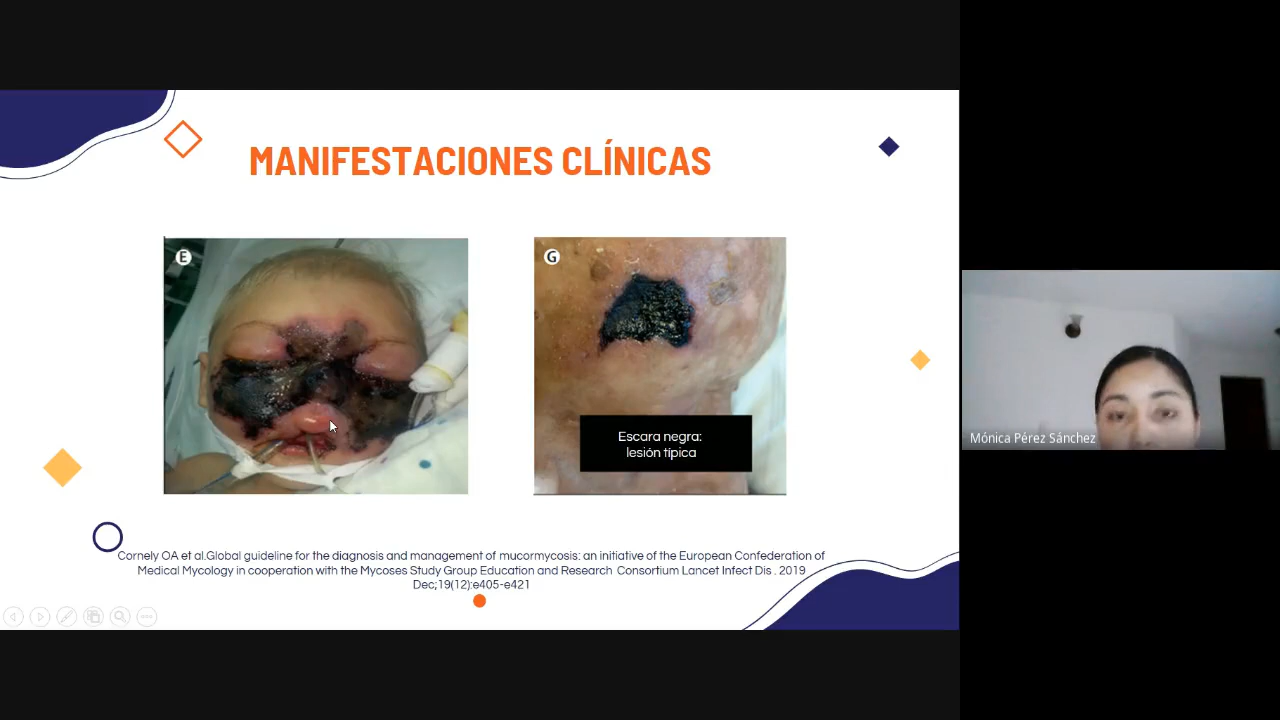 MANIFESTACIONES CLÍNICAS
E
G
Escara negra:
lesión típica
Cornely OA et al.Global guideline for the diagnosis and management of mucormycosis: an initiative of the European Confederation of
Medical Mycology in cooperation with the Mycoses Study Group Education and Research Consortium Lancet Infect Dis . 2019
Dec;19(12):e405-e421
Mónica Pérez Sánchez